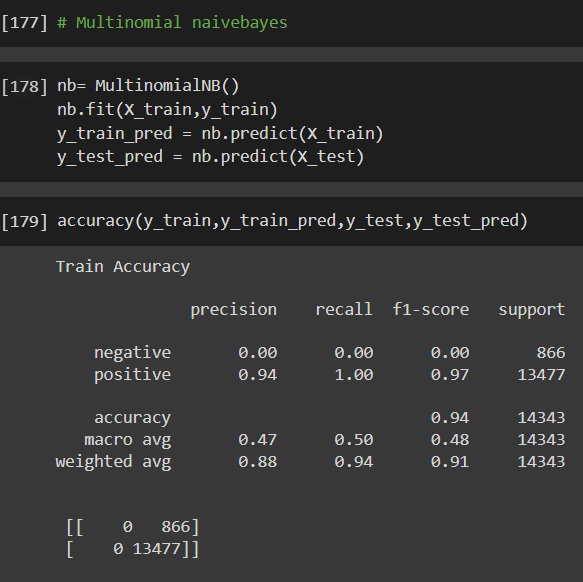 [177] # Multinomial naivebayes
[178] nb= MultinomialNB()
nb.fit(X_train,y_train)
y_train_pred = nb.predict(X_train)
y_test_pred = nb.predict(X_test)
[179] accuracy(y_train,y_train_pred,y_test,y_test_pred)
Train Accuracy
precision recall f1-score support
negative 0.00 0.00 0.00 866
positive 0.94 1.00 0.97 13477
accuracy 0.94 14343
macro avg 0.47 0.50 0.48 14343
weighted avg 0.88 0.94 0.91 14343
[[ 0 866]
[ 0 13477]]